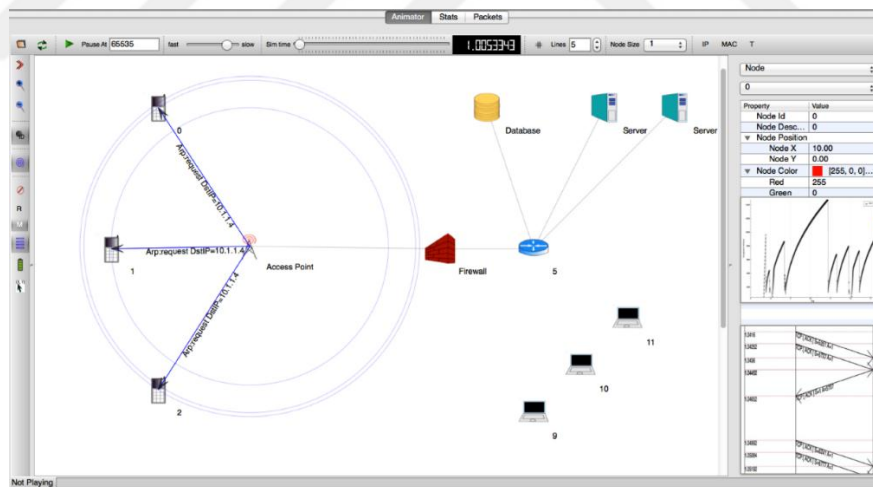 Animator Stats Packets
Pause At 65535 fast slow Sim time 1.0053343 Lines 5 Node Size 1 IP MAC T
R
M
0
Arp:request DstIP=10.1.1.4
1
Arp:request DstIP=10.1.1.4
Access Point
Arp:request DstIP=10.1.1.4
2
Database
Server
Server
Firewall
5
11
10
9
Node
0
Property Value
Node Id 0
Node Desc... 0
Node Position
Node X 10.00
Node Y 0.00
Node Color [255, 0, 0]...
Red 255
Green 0
Not Playing